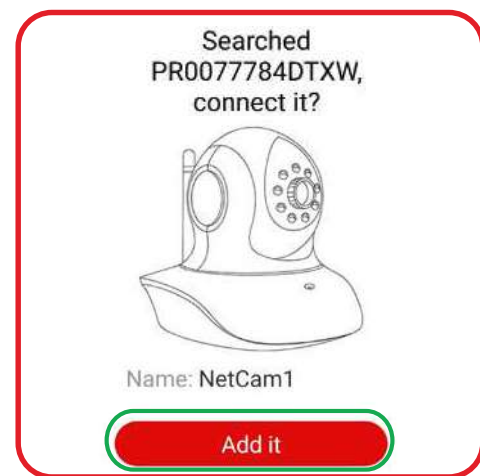 Searched
PR0077784DTXW,
connect it?
Name: NetCam1
Add it